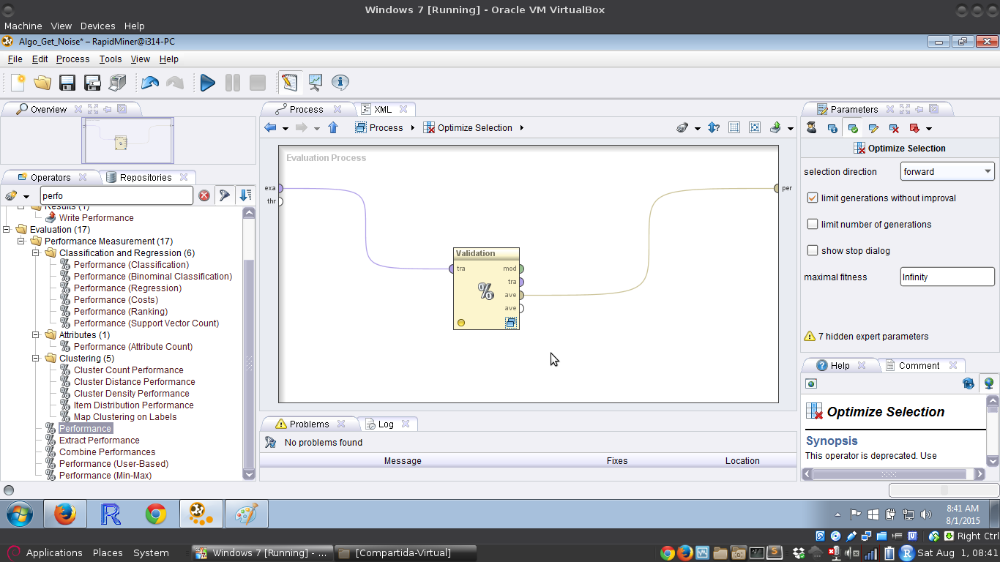 Windows 7 [Running] - Oracle VM VirtualBox
Machine View Devices Help
Algo_Get_Noise* – RapidMiner@i314-PC
File Edit Process Tools View Help
Overview
Process
XML
Parameters
Process
Optimize Selection
Optimize Selection
Evaluation Process
Operators
Repositories
perfo
Results (1)
Write Performance
Evaluation (17)
Performance Measurement (17)
Classification and Regression (6)
Performance (Classification)
Performance (Binominal Classification)
Performance (Regression)
Performance (Costs)
Performance (Ranking)
Performance (Support Vector Count)
Attributes (1)
Performance (Attribute Count)
Clustering (5)
Cluster Count Performance
Cluster Distance Performance
Cluster Density Performance
Item Distribution Performance
Map Clustering on Labels
Performance
Extract Performance
Combine Performances
Performance (User-Based)
Performance (Min-Max)
exa
thr
per
Validation
tra
mod
tra
ave
ave
selection direction
forward
limit generations without improval
limit number of generations
show stop dialog
maximal fitness
Infinity
7 hidden expert parameters
Help
Comment
Optimize Selection
Synopsis
This operator is deprecated. Use
Problems
Log
No problems found
Message
Fixes
Location
8:41 AM
8/1/2015
Right Ctrl
Applications Places System
Windows 7 [Running] - ...
[Compartida-Virtual]
Sat Aug 1, 08:41